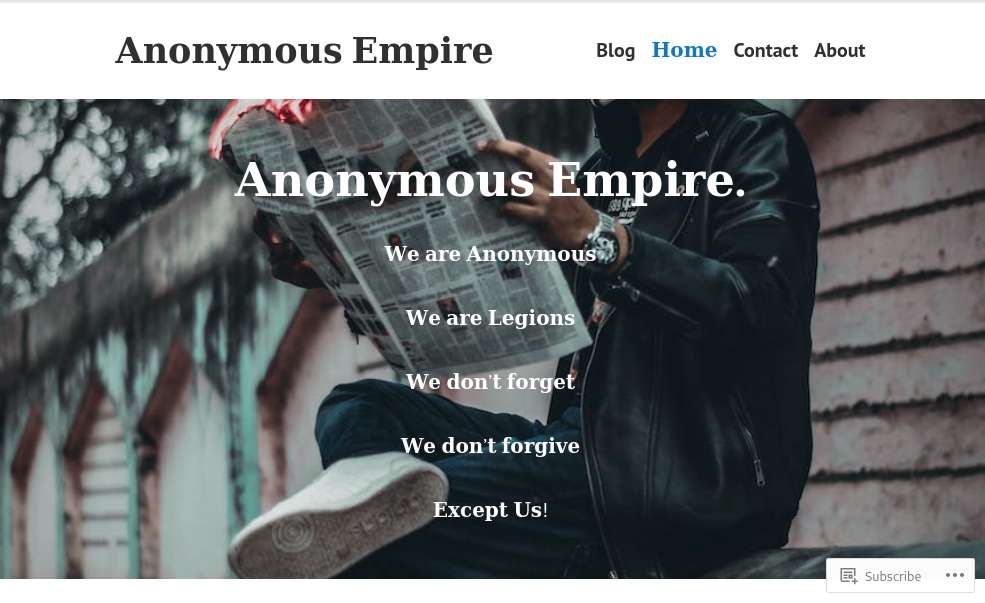 Anonymous Empire
Blog Home Contact About
Anonymous Empire.
We are Anonymous
We are Legions
We don't forget
We don't forgive
Except Us!
Subscribe